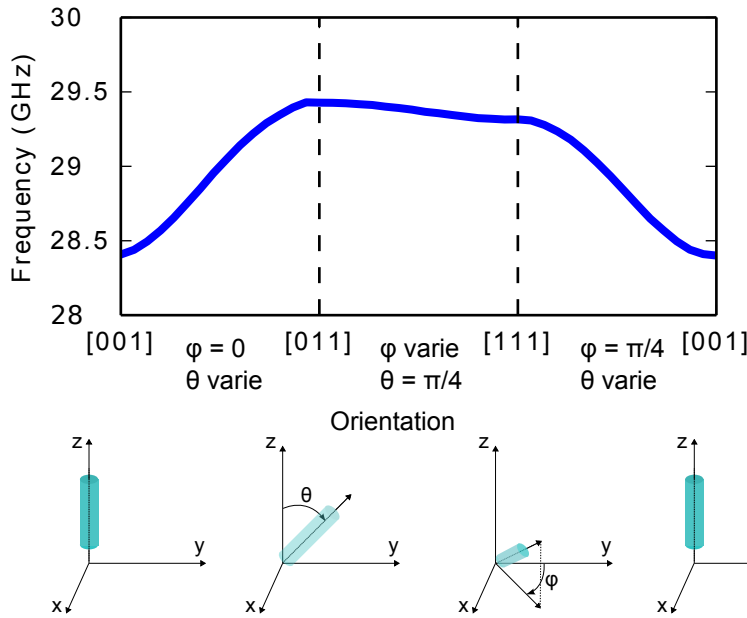 30
29.5
29
28.5
28
Frequency (GHz)
[001] [011] [111] [001]
φ = 0 φ varie φ = π/4
θ varie θ = π/4 θ varie
Orientation
z z z z
θ
y y y
φ
x x x x